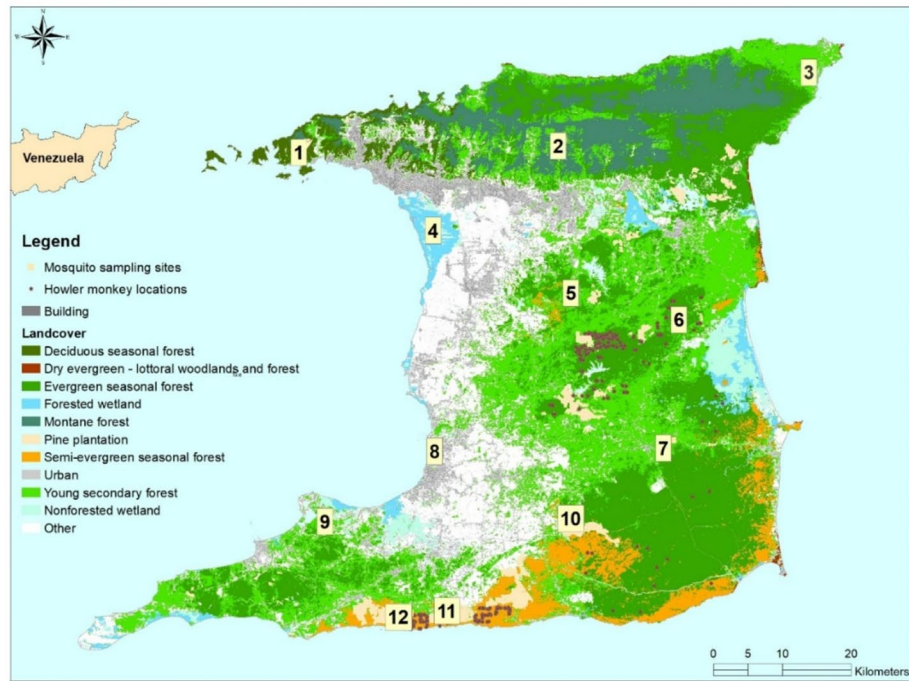 N
W
E
S
3
1
2
Venezuela
4
Legend
Mosquito sampling sites
Howler monkey locations
5
Building
6
Landcover
Deciduous seasonal forest
Dry evergreen - lottoral woodlands and forest
Evergreen seasonal forest
Forested wetland
Montane forest
Pine plantation
7
8
Semi-evergreen seasonal forest
Urban
Young secondary forest
Nonforested wetland
9
10
Other
12
11
0 5 10 20
Kilometers